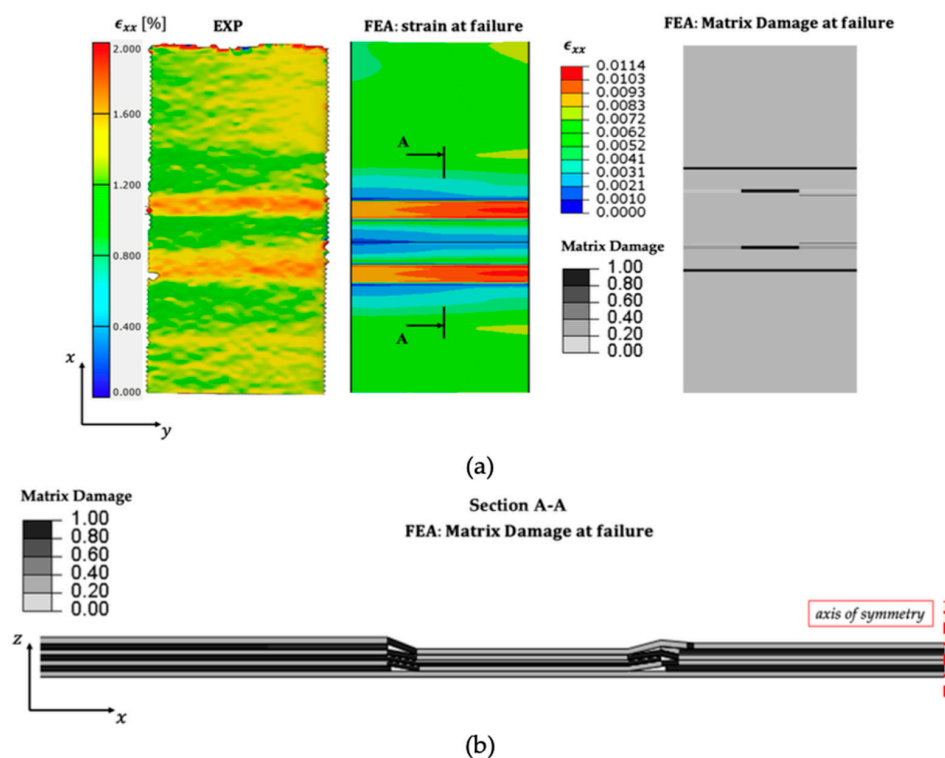 ϵxx [%]
EXP
FEA: strain at failure
FEA: Matrix Damage at failure
2.000
1.600
1.200
0.800
0.400
0.000
A
A
ϵxx
0.0114
0.0103
0.0093
0.0083
0.0072
0.0062
0.0052
0.0041
0.0031
0.0021
0.0010
0.0000
Matrix Damage
1.00
0.80
0.60
0.40
0.20
0.00
x
y
(a)
Matrix Damage
1.00
0.80
0.60
0.40
0.20
0.00
Section A-A
FEA: Matrix Damage at failure
axis of symmetry
z
x
(b)